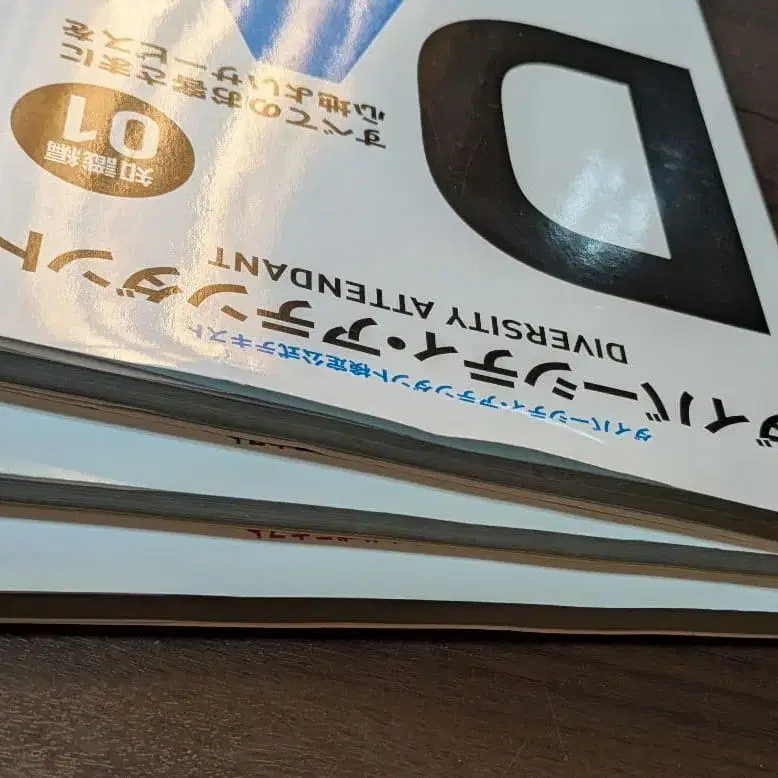 ダイバーシティ・アテンダント検定公式テキスト
ダイバーシティ・アテンダント
DIVERSITY ATTENDANT
知識編
01
すべてのお客さまに
心地よいサービスを
D